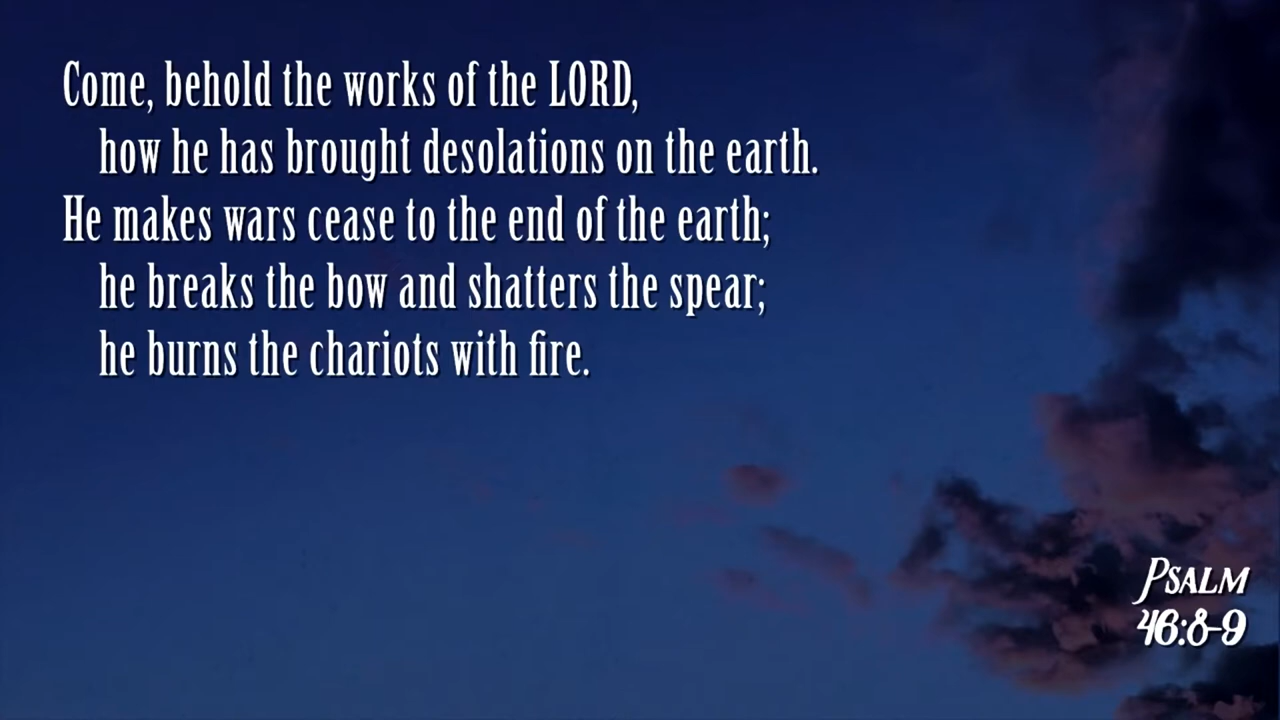 Come, behold the works of the LORD,
how he has brought desolations on the earth.
He makes wars cease to the end of the earth;
he breaks the bow and shatters the spear;
he burns the chariots with fire.
Psalm
46:8-9